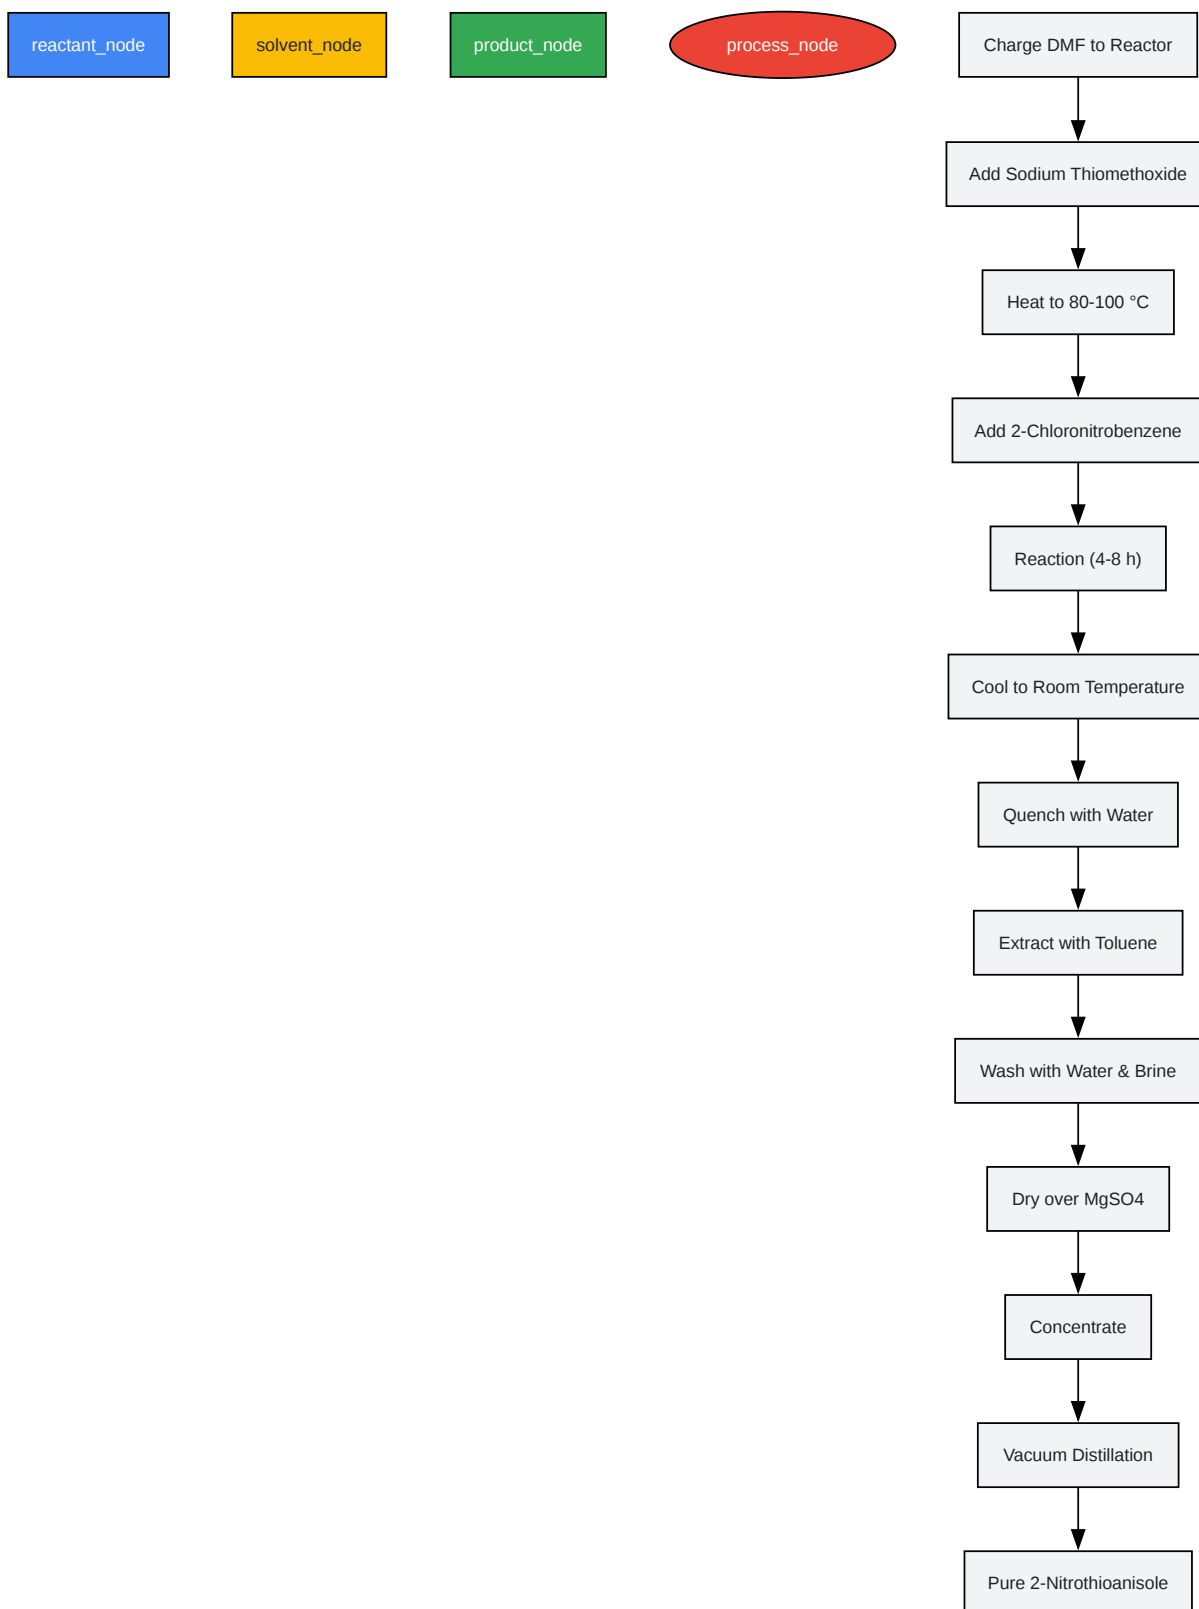 reactant_node
solvent_node
product_node
process_node
Charge DMF to Reactor
Add Sodium Thiomethoxide
Heat to 80-100 °C
Add 2-Chloronitrobenzene
Reaction (4-8 h)
Cool to Room Temperature
Quench with Water
Extract with Toluene
Wash with Water & Brine
Dry over MgSO4
Concentrate
Vacuum Distillation
Pure 2-Nitrothioanisole